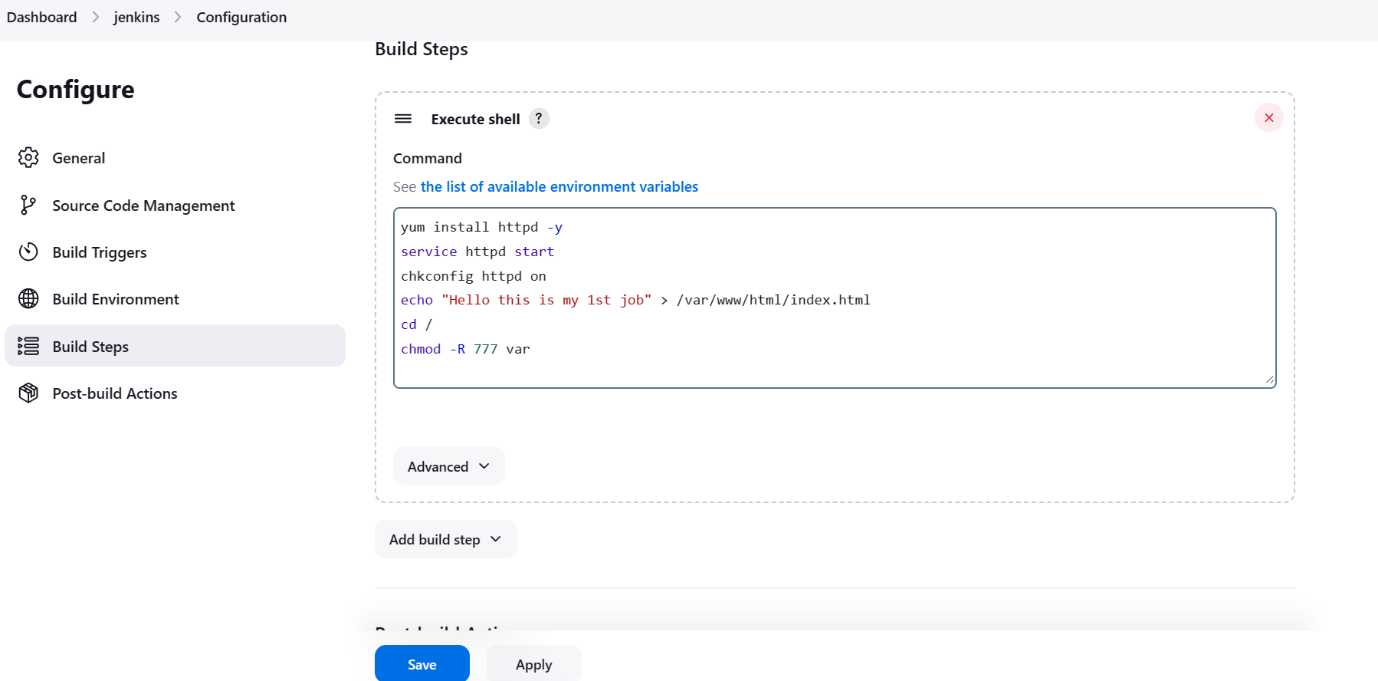 Dashboard > jenkins > Configuration
Configure
General
Source Code Management
Build Triggers
Build Environment
Build Steps
Post-build Actions
Build Steps
Execute shell ?
Command
See the list of available environment variables
yum install httpd -y
service httpd start
chkconfig httpd on
echo "Hello this is my 1st job" > /var/www/html/index.html
cd /
chmod -R 777 var
Advanced
Add build step
Save
Apply